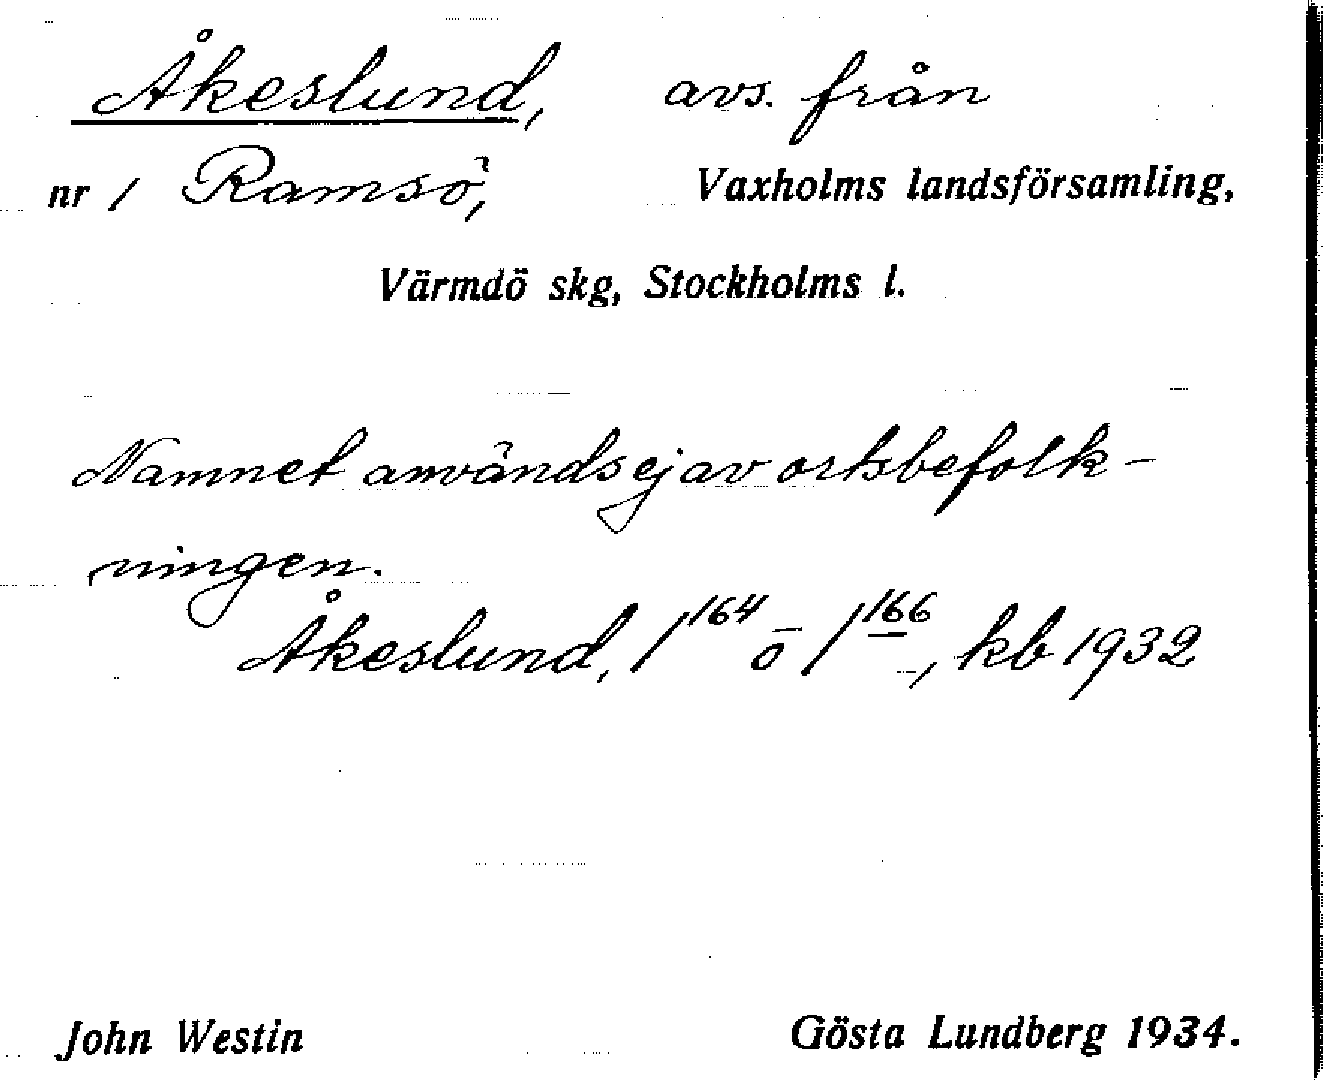 Åkeslund, avs. från
nr 1 Ramsö, Vaxholms landsförsamling,
Värmdö skg, Stockholms l.
Namnet användes ej av ortsbefolk-
ningen.
Åkeslund, 1¹⁶⁴ o 1¹⁶⁶, kb 1932
John Westin Gösta Lundberg 1934.